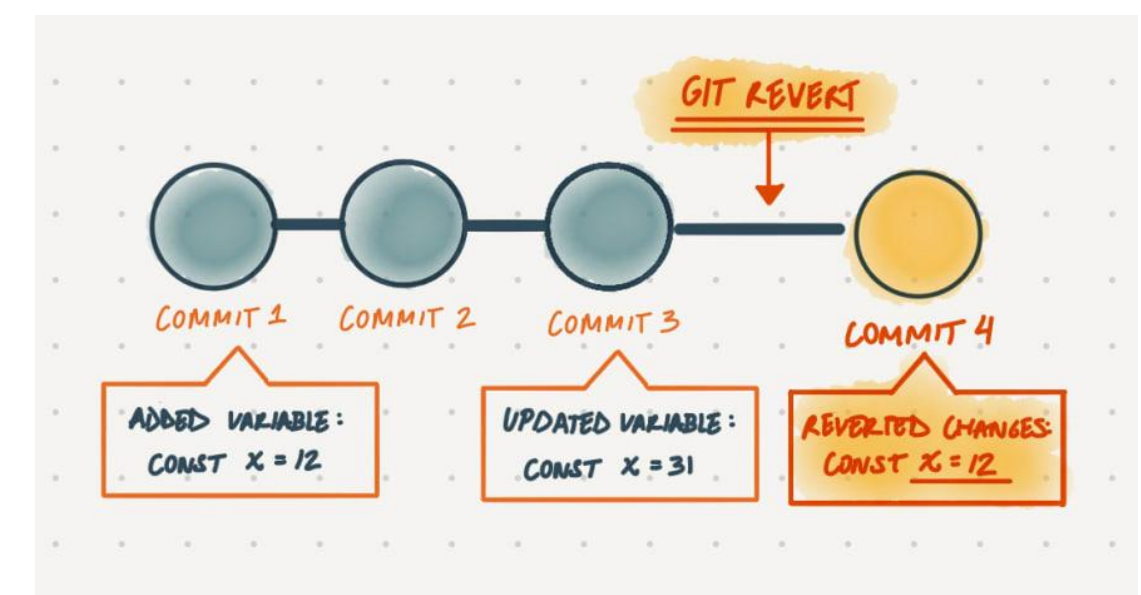 GIT REVERT
COMMIT 1
COMMIT 2
COMMIT 3
COMMIT 4
ADDED VARIABLE:
CONST X = 12
UPDATED VARIABLE:
CONST X = 31
REVERTED CHANGES:
CONST X = 12